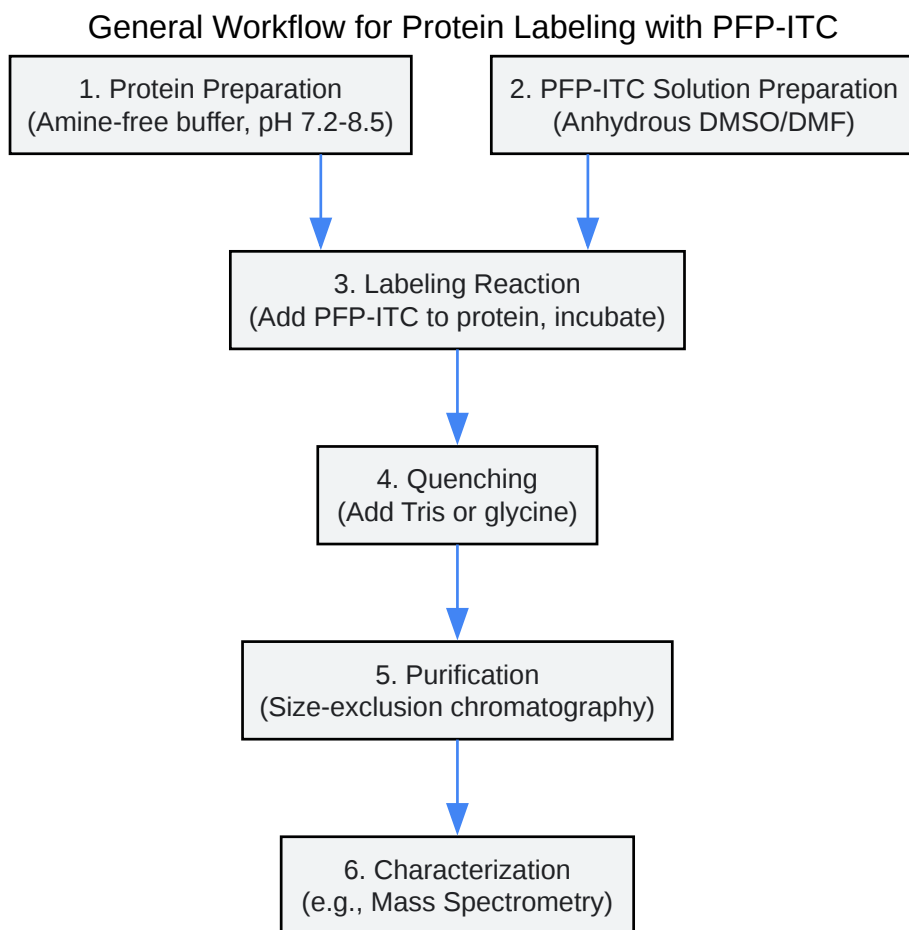 General Workflow for Protein Labeling with PFP-ITC
1. Protein Preparation
(Amine-free buffer, pH 7.2-8.5)
2. PFP-ITC Solution Preparation
(Anhydrous DMSO/DMF)
3. Labeling Reaction
(Add PFP-ITC to protein, incubate)
4. Quenching
(Add Tris or glycine)
5. Purification
(Size-exclusion chromatography)
6. Characterization
(e.g., Mass Spectrometry)